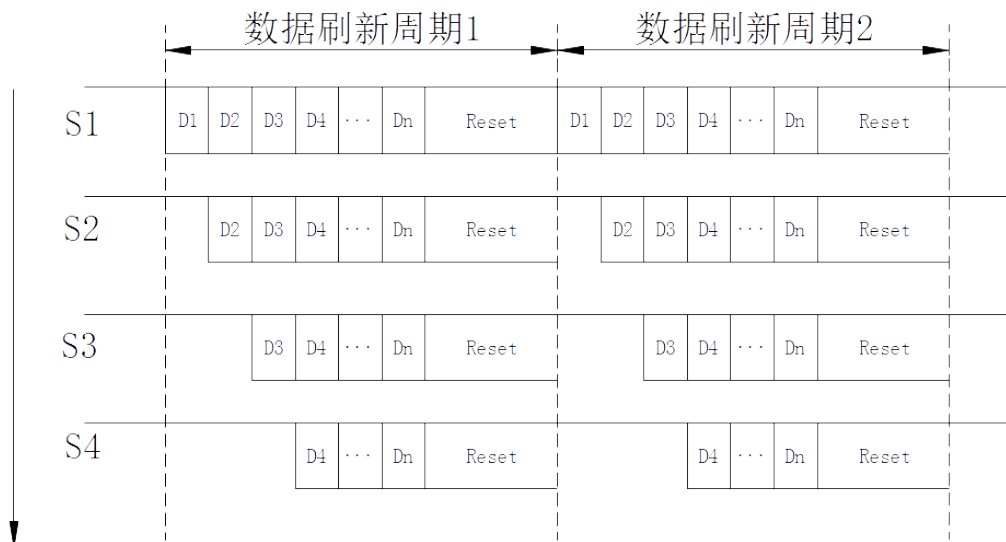 数据刷新周期1 数据刷新周期2
S1 D1 D2 D3 D4 ··· Dn Reset D1 D2 D3 D4 ··· Dn Reset
S2 D2 D3 D4 ··· Dn Reset D2 D3 D4 ··· Dn Reset
S3 D3 D4 ··· Dn Reset D3 D4 ··· Dn Reset
S4 D4 ··· Dn Reset D4 ··· Dn Reset